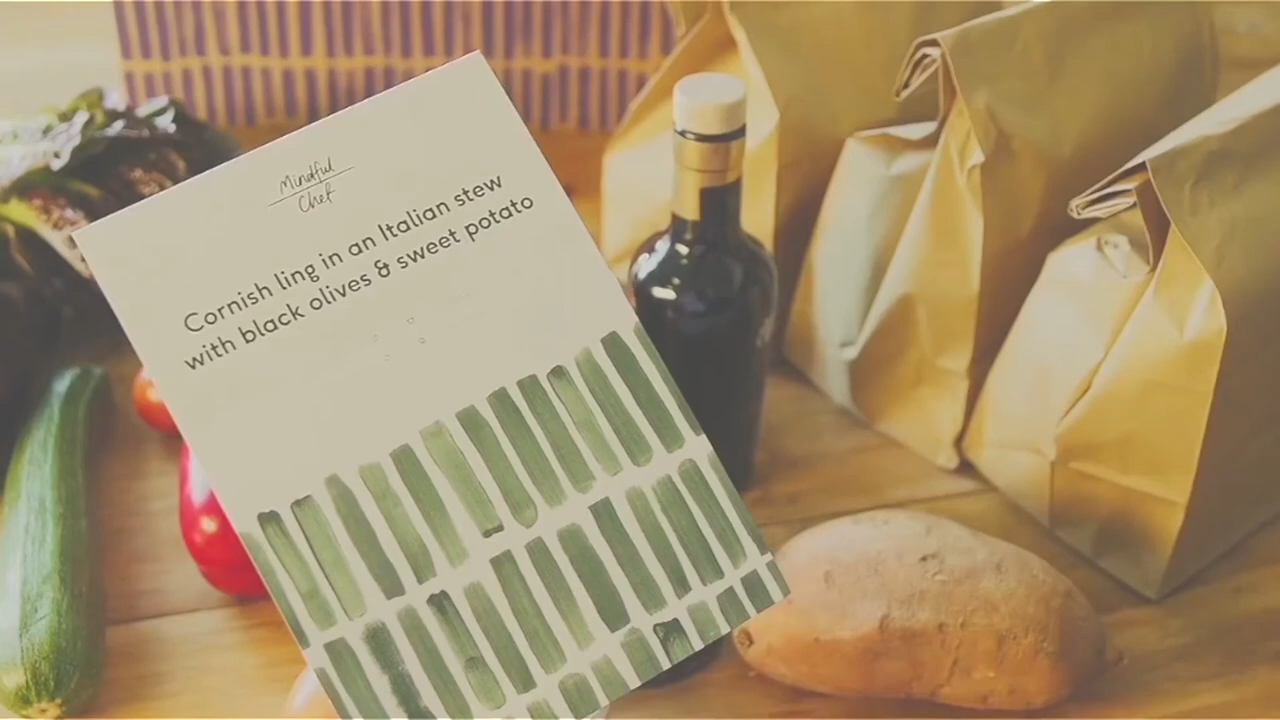 Mindful
Chef
Cornish ling in an Italian stew
with black olives & sweet potato